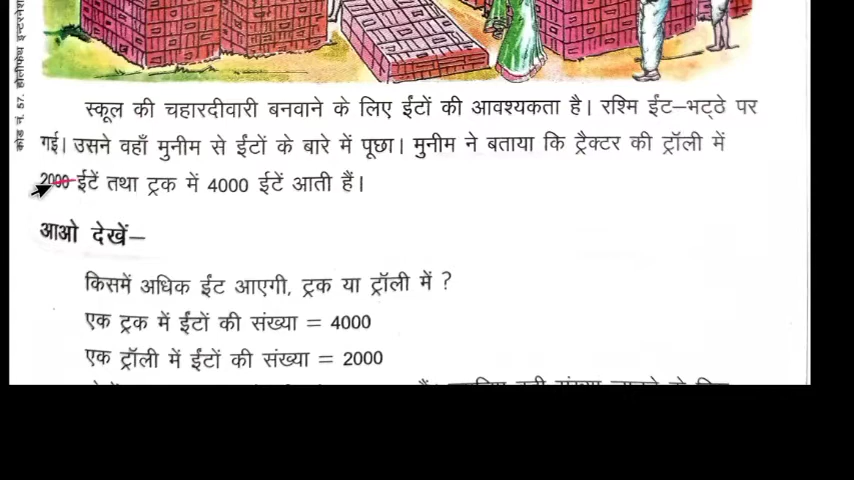 स्कूल की चहारदीवारी बनवाने के लिए ईंटों की आवश्यकता है। रश्मि ईंट–भट्ठे पर
गई। उसने वहाँ मुनीम से ईंटों के बारे में पूछा। मुनीम ने बताया कि ट्रैक्टर की ट्रॉली में
2000 ईटें तथा ट्रक में 4000 ईटें आती हैं।
आओ देखें–
किसमें अधिक ईंट आएगी, ट्रक या ट्रॉली में ?
एक ट्रक में ईंटों की संख्या = 4000
एक ट्रॉली में ईंटों की संख्या = 2000